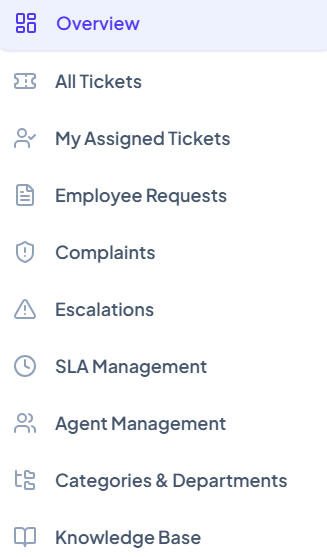 Overview
All Tickets
My Assigned Tickets
Employee Requests
Complaints
Escalations
SLA Management
Agent Management
Categories & Departments
Knowledge Base